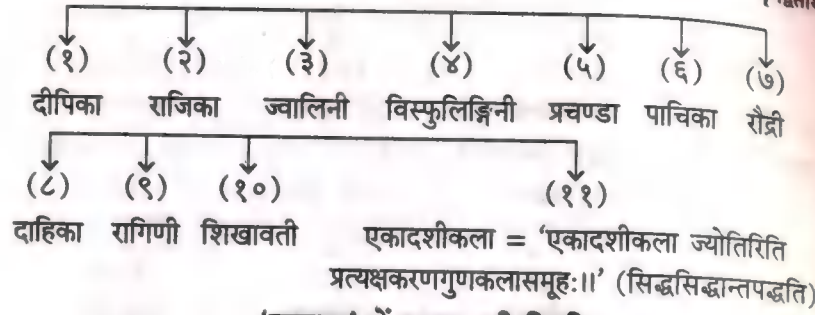 (१) (२) (३) (४) (५) (६) (७)
दीपिका राजिका ज्वालिनी विस्फुलिङ्गिनी प्रचण्डा पाचिका रौद्री
(८) (९) (१०) (११)
दाहिका रागिणी शिखावती एकादशीकला = 'एकादशीकला ज्योतिरिति
प्रत्यक्षकरणगुणकलासमूहः।।' (सिद्धसिद्धान्तपद्धति)